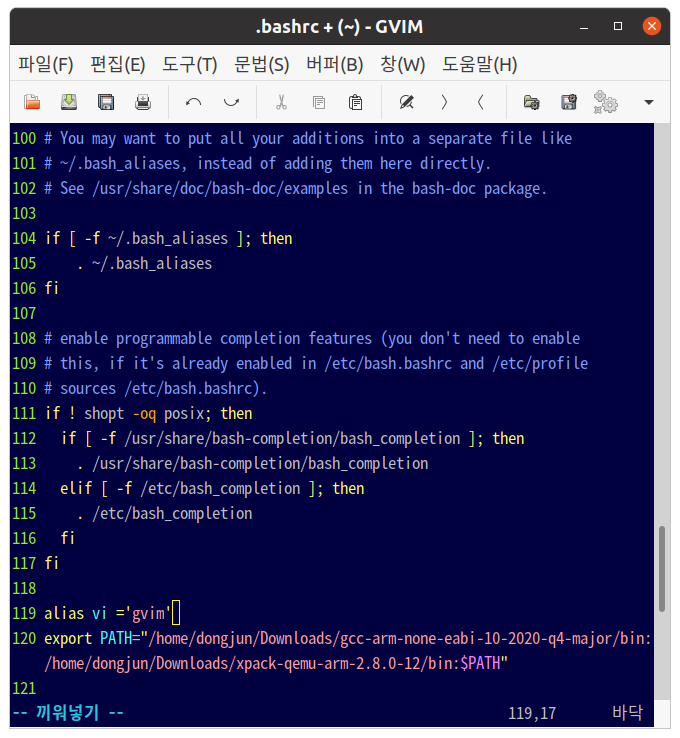 .bashrc + (~) - GVIM
파일(F) 편집(E) 도구(T) 문법(S) 버퍼(B) 창(W) 도움말(H)
100 # You may want to put all your additions into a separate file like
101 # ~/.bash_aliases, instead of adding them here directly.
102 # See /usr/share/doc/bash-doc/examples in the bash-doc package.
103
104 if [ -f ~/.bash_aliases ]; then
105     . ~/.bash_aliases
106 fi
107
108 # enable programmable completion features (you don't need to enable
109 # this, if it's already enabled in /etc/bash.bashrc and /etc/profile
110 # sources /etc/bash.bashrc).
111 if ! shopt -oq posix; then
112   if [ -f /usr/share/bash-completion/bash_completion ]; then
113     . /usr/share/bash-completion/bash_completion
114   elif [ -f /etc/bash_completion ]; then
115     . /etc/bash_completion
116   fi
117 fi
118
119 alias vi ='gvim'
120 export PATH="/home/dongjun/Downloads/gcc-arm-none-eabi-10-2020-q4-major/bin:
/home/dongjun/Downloads/xpack-qemu-arm-2.8.0-12/bin:$PATH"
121
-- 끼워넣기 -- 119,17 바닥